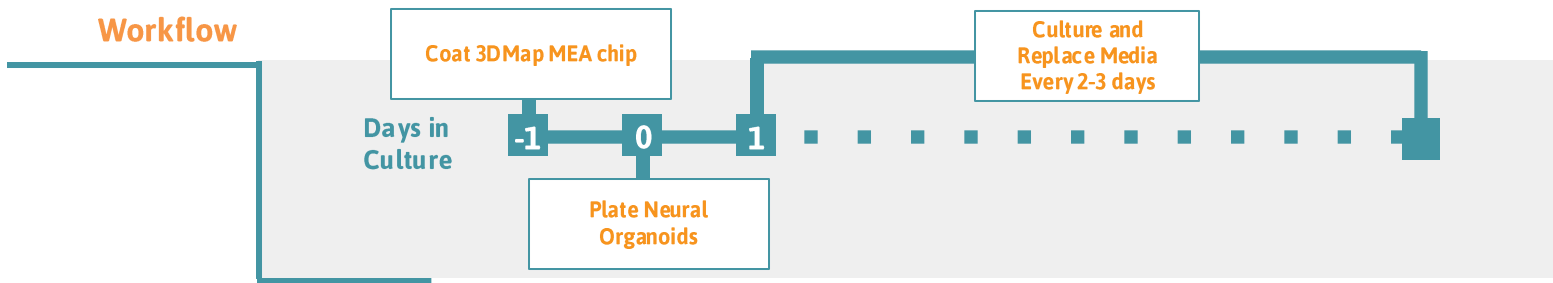 Workflow
Coat 3DMap MEA chip
Culture and
Replace Media
Every 2-3 days
Days in
Culture
-1
0
1
Plate Neural
Organoids